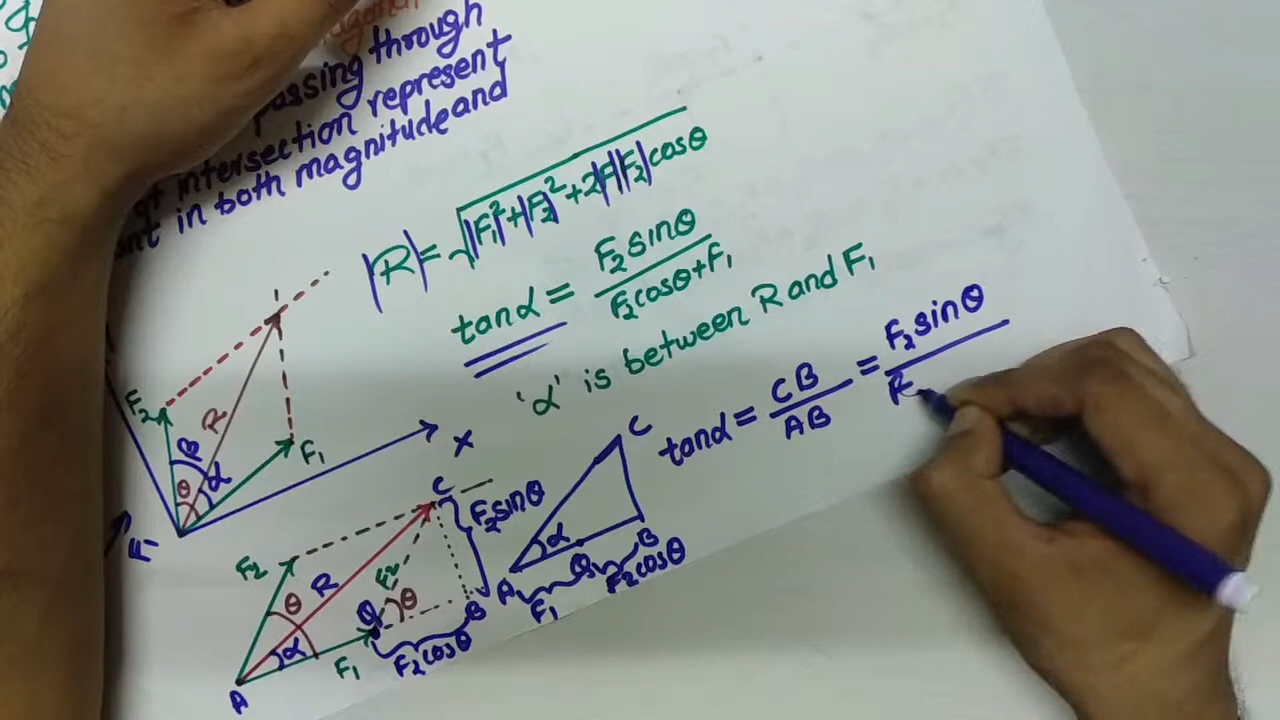 passing through
intersection represent
in both magnitude and
|R| = √|F₁|²+|F₂|²+2|F₁||F₂|cosθ
tanα = F₂sinθ / F₂cosθ+F₁
'α' is between R and F₁
tanα = CB / AB = F₂sinθ /
F₂
R
β
θ
α
F₁
X
C
F₂sinθ
F₂
θ
R
F₂
θ
Q
B
α
F₁
F₂cosθ
A
C
α
A
Q
B
F₁
F₂cosθ